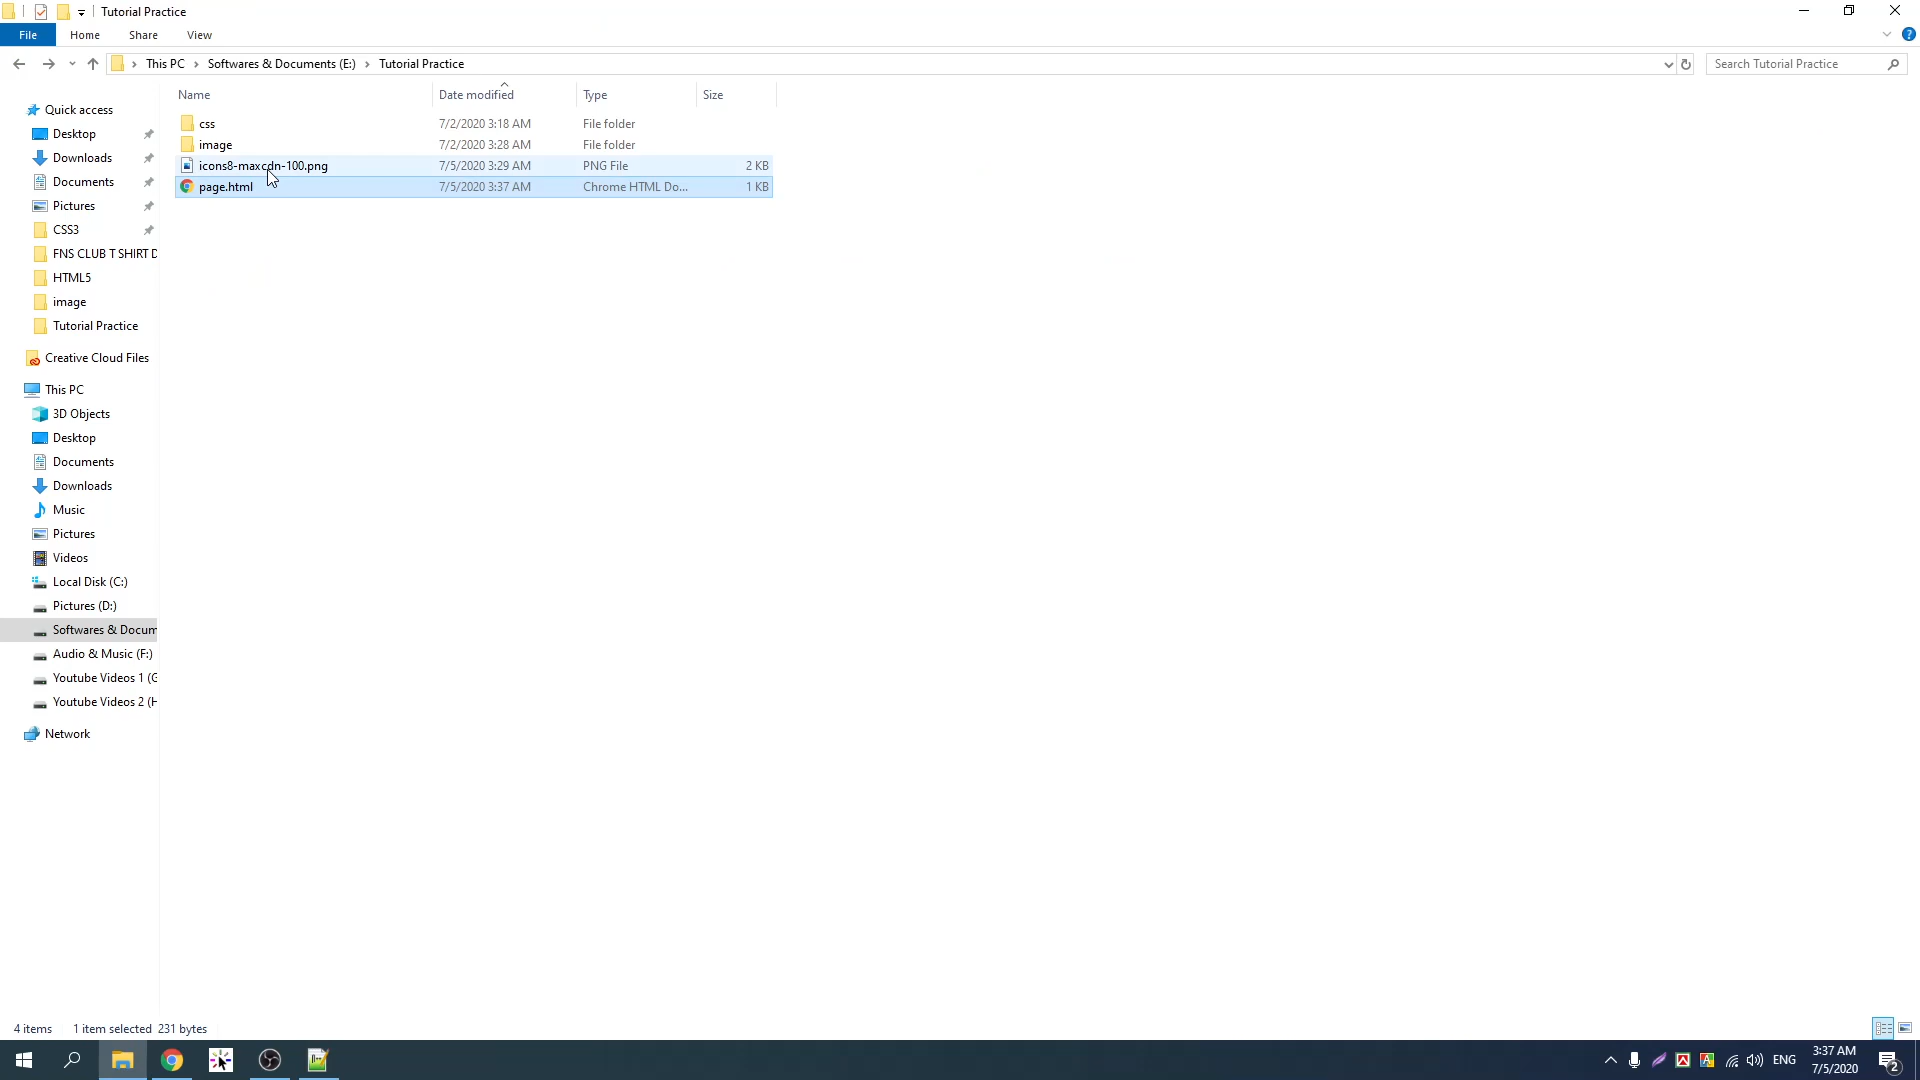 Tutorial Practice
File Home Share View
This PC Softwares & Documents (E:) Tutorial Practice Search Tutorial Practice
Name Date modified Type Size
css 7/2/2020 3:18 AM File folder
image 7/2/2020 3:28 AM File folder
icons8-maxcdn-100.png 7/5/2020 3:29 AM PNG File 2 KB
page.html 7/5/2020 3:37 AM Chrome HTML Do... 1 KB
Quick access
Desktop
Downloads
Documents
Pictures
CSS3
FNS CLUB T SHIRT D
HTML5
image
Tutorial Practice
Creative Cloud Files
This PC
3D Objects
Desktop
Documents
Downloads
Music
Pictures
Videos
Local Disk (C:)
Pictures (D:)
Softwares & Docum
Audio & Music (F:)
Youtube Videos 1 (G
Youtube Videos 2 (H
Network
4 items 1 item selected 231 bytes
ENG
3:37 AM
7/5/2020
2